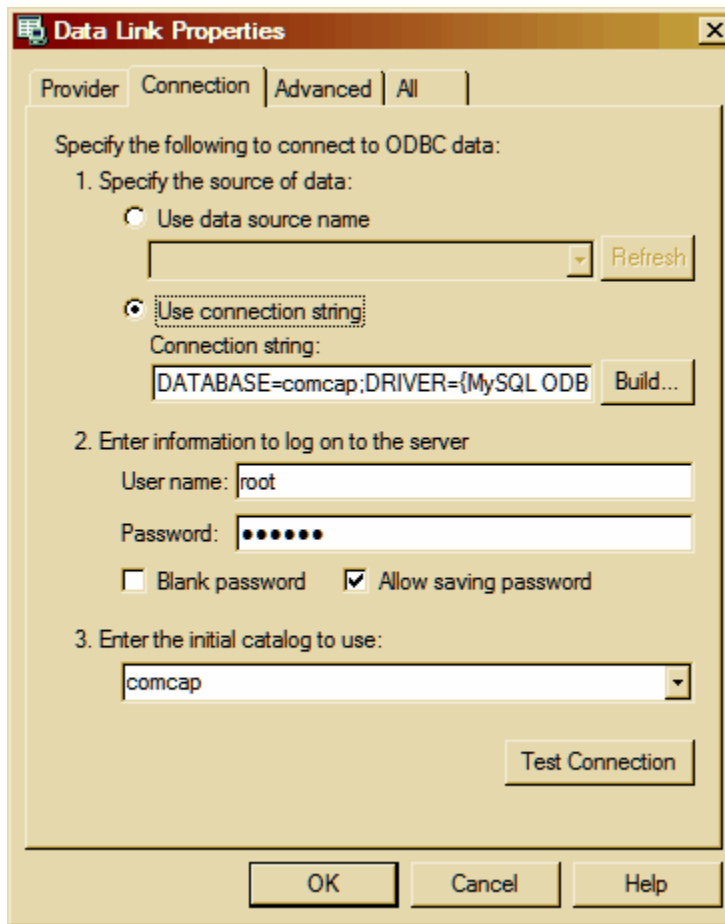 Data Link Properties
Provider Connection Advanced All
Specify the following to connect to ODBC data:
1. Specify the source of data:
Use data source name
Refresh
Use connection string
Connection string:
DATABASE=comcap;DRIVER={MySQL ODB Build...
2. Enter information to log on to the server
User name: root
Password: ●●●●●●
Blank password Allow saving password
3. Enter the initial catalog to use:
comcap
Test Connection
OK Cancel Help